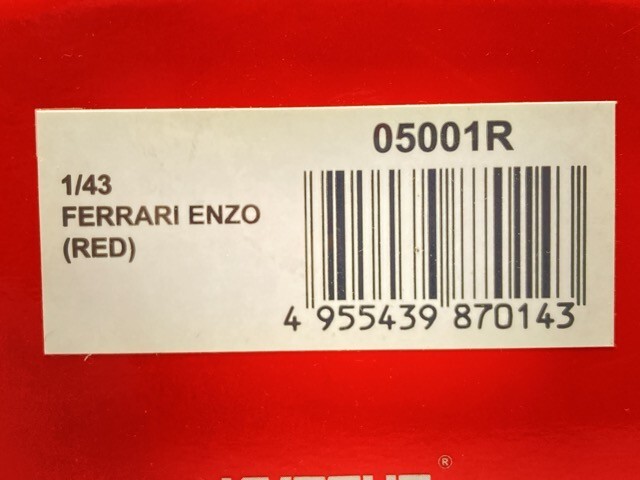 05001R
1/43
FERRARI ENZO
(RED)
4 955439 870143
®